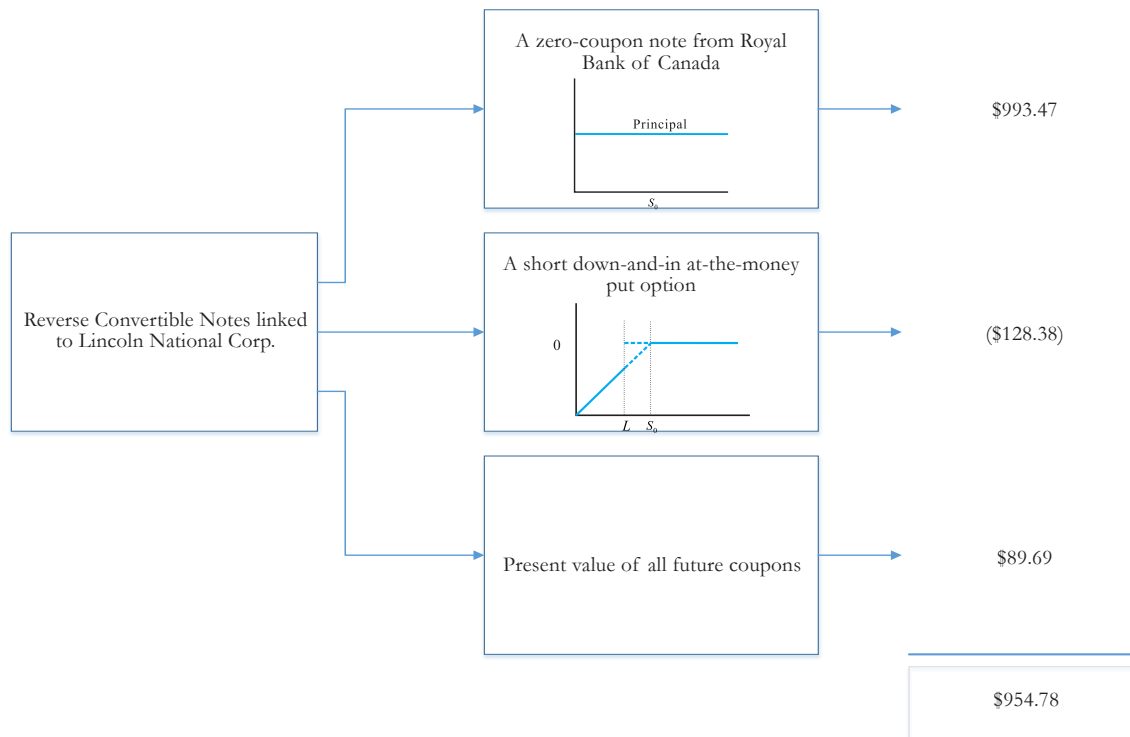 A zero-coupon note from Royal
Bank of Canada
Principal
S₀
$993.47
Reverse Convertible Notes linked
to Lincoln National Corp.
A short down-and-in at-the-money
put option
0
L S₀
($128.38)
Present value of all future coupons
$89.69
$954.78